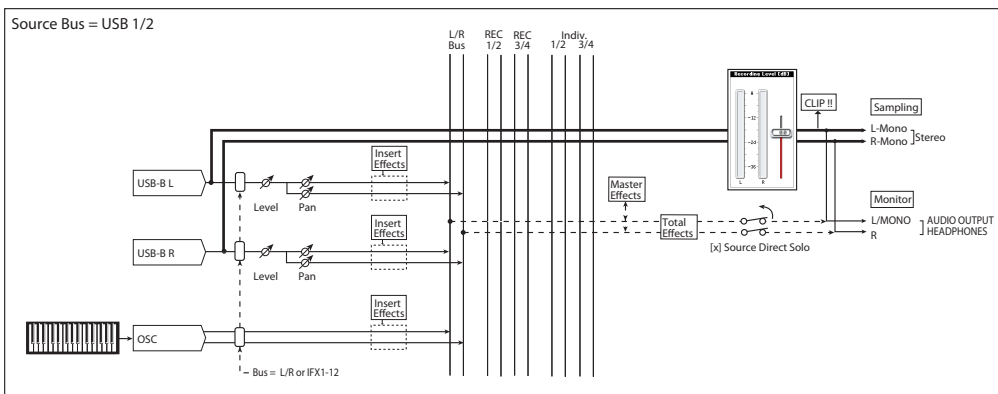 Source Bus = USB 1/2
L/R Bus
REC 1/2
REC 3/4
Indiv.
1/2 3/4
Recording Level [dB]
CLIP !!
Sampling
L-Mono
R-Mono
Stereo
USB-B L
Insert Effects
Level
Pan
Master Effects
Total Effects
Monitor
L/MONO
R
AUDIO OUTPUT
HEADPHONES
[x] Source Direct Solo
USB-B R
Insert Effects
Level
Pan
OSC
Insert Effects
Bus = L/R or IFX1-12
L R